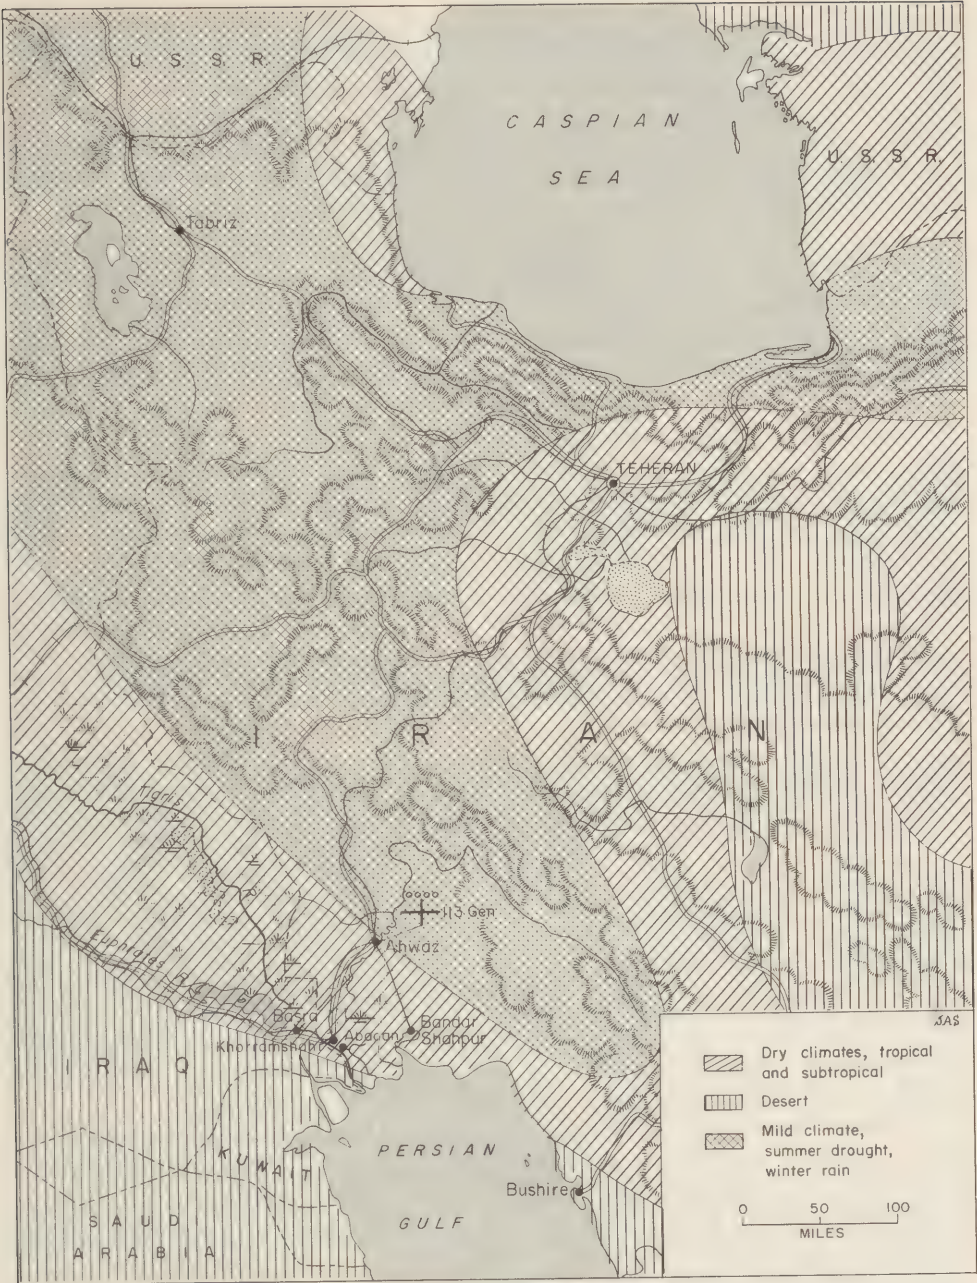 U.S.S.R.
CASPIAN
SEA
U.S.S.R.
Tabriz
TEHERAN
I R A N
Tigris
R
113 Gen
Ahwaz
Euphrates R
Basra
Khorramshahr
Abadan
Bandar
Shahpur
IRAQ
KUWAIT
PERSIAN
GULF
Bushire
SAUDI
ARABIA
JAS
Dry climates, tropical
and subtropical
Desert
Mild climate,
summer drought,
winter rain
0 50 100
MILES